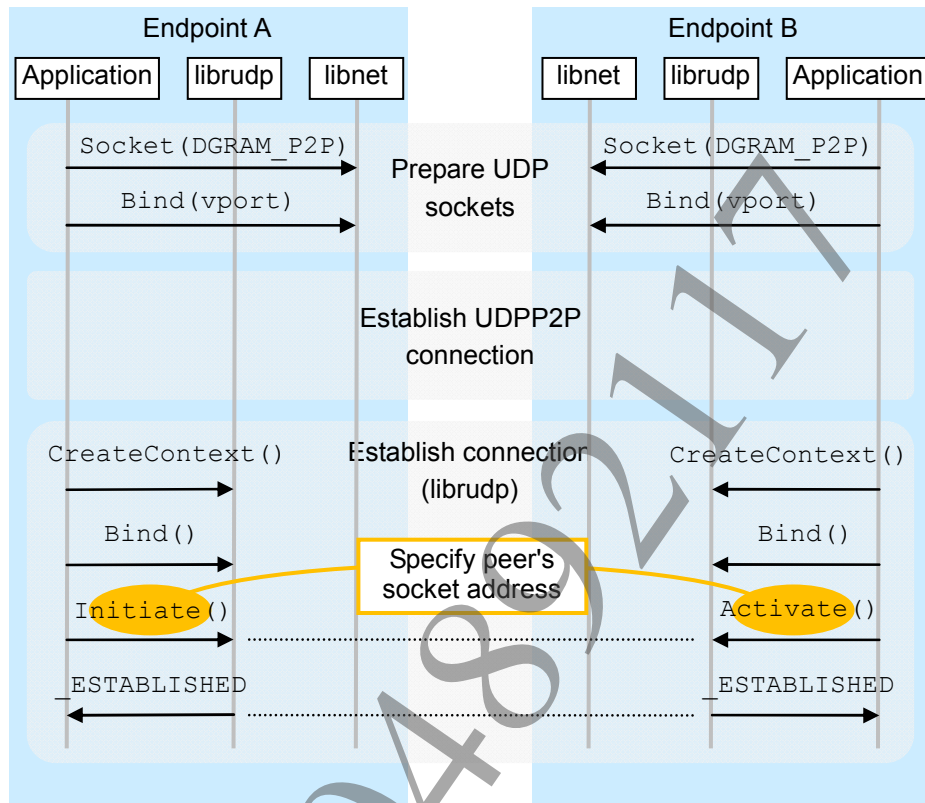 Endpoint A
Endpoint B
Application
librudp
libnet
libnet
librudp
Application
Socket(DGRAM_P2P)
Socket(DGRAM_P2P)
Prepare UDP
sockets
Bind(vport)
Bind(vport)
Establish UDPP2P
connection
Establish connection
(librudp)
CreateContext()
CreateContext()
Bind()
Bind()
Specify peer's
socket address
Initiate()
Activate()
_ESTABLISHED
_ESTABLISHED